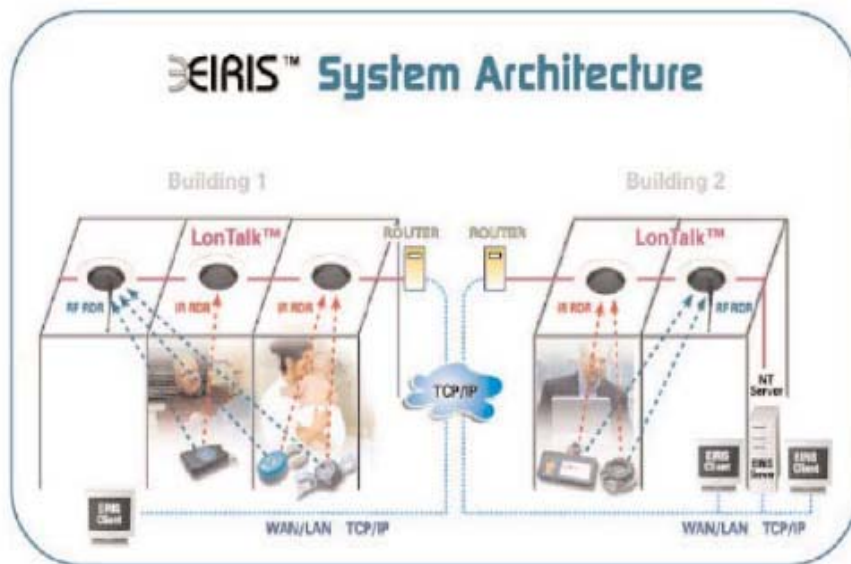 EIRIS™ System Architecture
Building 1
Building 2
LonTalk™
ROUTER
ROUTER
LonTalk™
RF RDR
IR RDR
IR RDR
IR RDR
RF RDR
TCP/IP
NT
Server
EIRIS
Client
EIRIS
Server
EIRIS
Client
EIRIS
Client
WAN/LAN TCP/IP
WAN/LAN TCP/IP